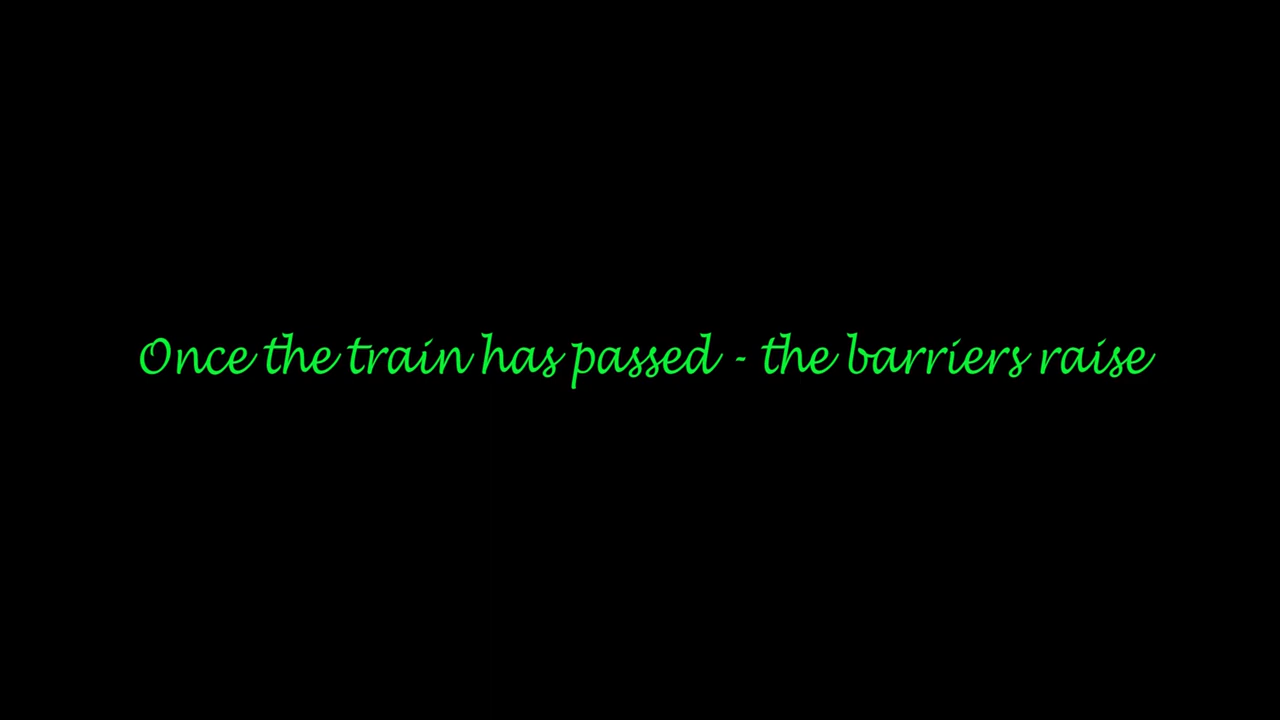 Once the train has passed - the barriers raise